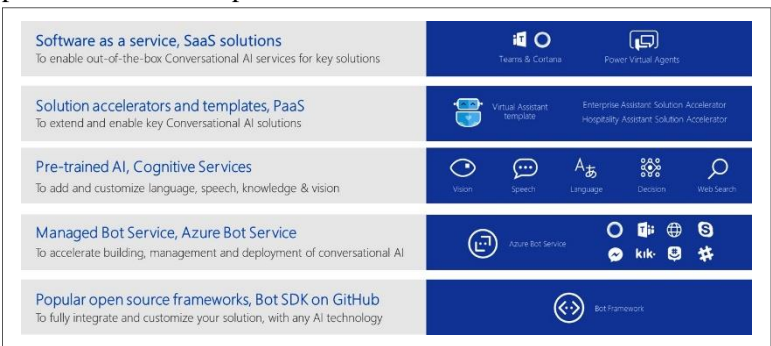 Software as a service, SaaS solutions
To enable out-of-the-box Conversational AI services for key solutions
Teams & Cortana
Power Virtual Agents
Solution accelerators and templates, PaaS
To extend and enable key Conversational AI solutions
Virtual Assistant
template
Enterprise Assistant Solution Accelerator
Hospitality Assistant Solution Accelerator
Pre-trained AI, Cognitive Services
To add and customize language, speech, knowledge & vision
Vision
Speech
Language
Decision
Web Search
Managed Bot Service, Azure Bot Service
To accelerate building, management and deployment of conversational AI
Azure Bot Service
kik·
Popular open source frameworks, Bot SDK on GitHub
To fully integrate and customize your solution, with any AI technology
Bot Framework